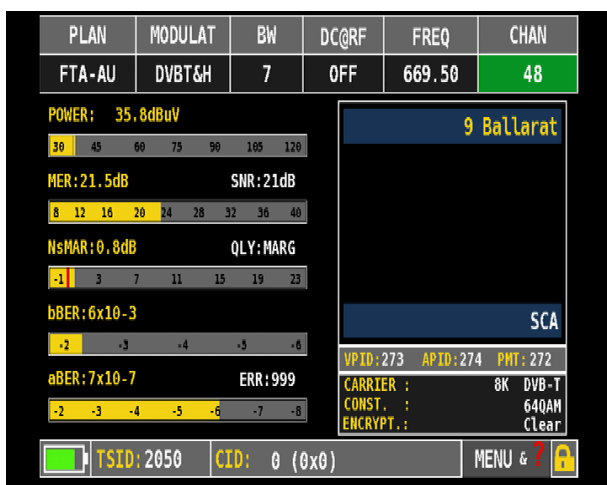 PLAN MODULAT BW DC@RF FREQ CHAN
FTA-AU DVBT&H 7 OFF 669.50 48
POWER: 35.8dBuV
30 45 60 75 90 105 120
9 Ballarat
MER:21.5dB SNR:21dB
8 12 16 20 24 28 32 36 40
NsMAR:0.8dB QLY:MARG
-1 3 7 11 15 19 23
bBER:6x10-3
-2 -3 -4 -5 -6
SCA
VPID:273 APID:274 PMT:272
aBER:7x10-7 ERR:999
-2 -3 -4 -5 -6 -7 -8
CARRIER : 8K DVB-T
CONST. : 64QAM
ENCRYPT.: Clear
TSID:2050 CID: 0 (0x0) MENU & ?